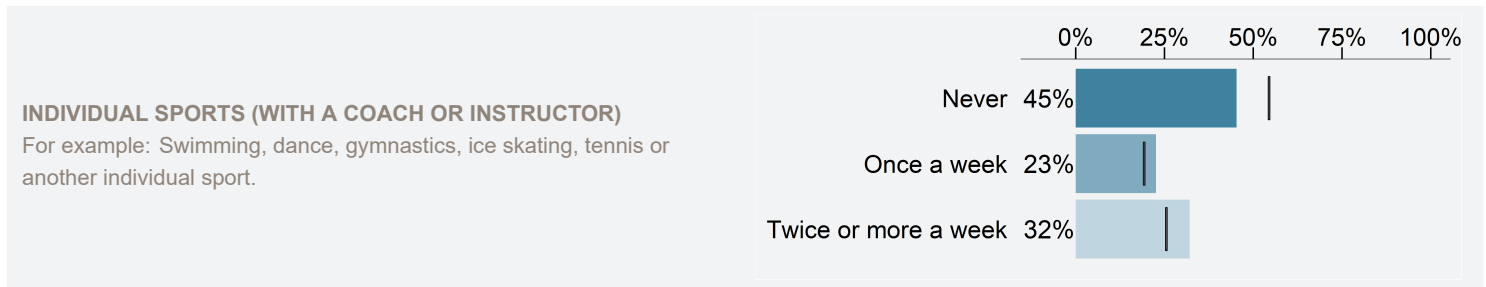 INDIVIDUAL SPORTS (WITH A COACH OR INSTRUCTOR)
For example: Swimming, dance, gymnastics, ice skating, tennis or
another individual sport.
0% 25% 50% 75% 100%
Never 45%
Once a week 23%
Twice or more a week 32%